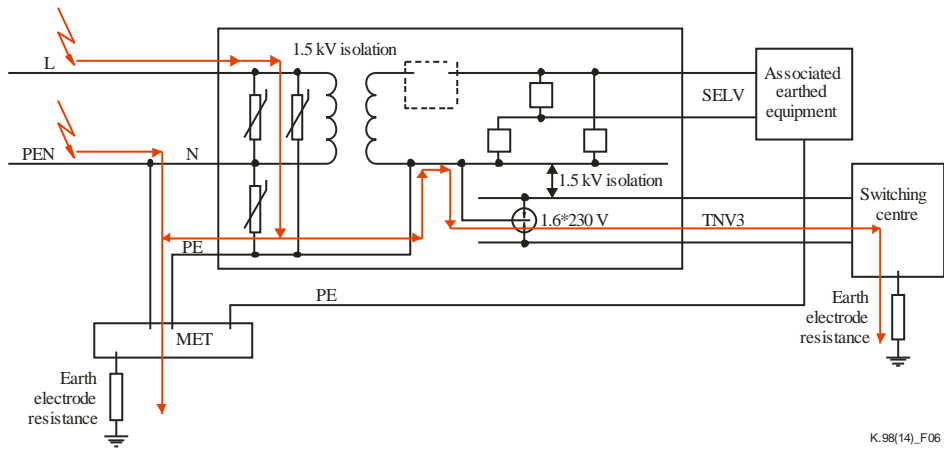 1.5 kV isolation
L
SELV
Associated
earthed
equipment
PEN
N
1.5 kV isolation
Switching
centre
1.6*230 V
TNV3
PE
PE
MET
Earth
electrode
resistance
Earth
electrode
resistance
K.98(14)_F06